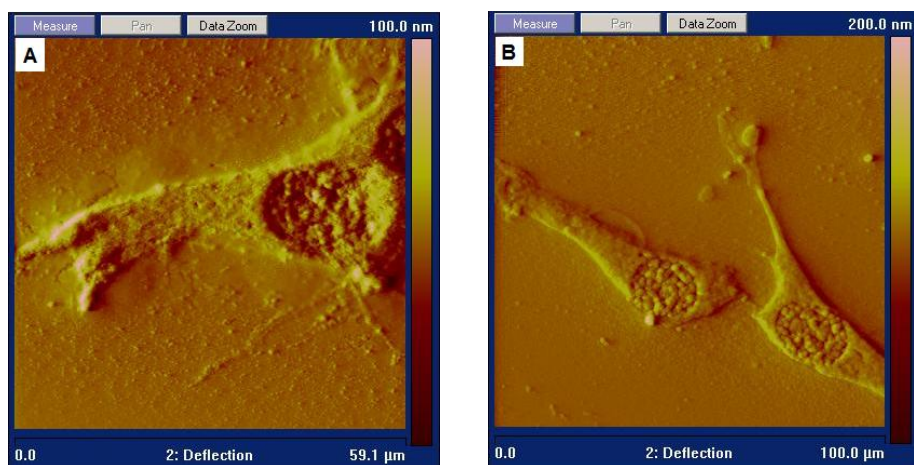 Measure Pan Data Zoom 100.0 nm
A
0.0 2: Deflection 59.1 µm
Measure Pan Data Zoom 200.0 nm
B
0.0 2: Deflection 100.0 µm